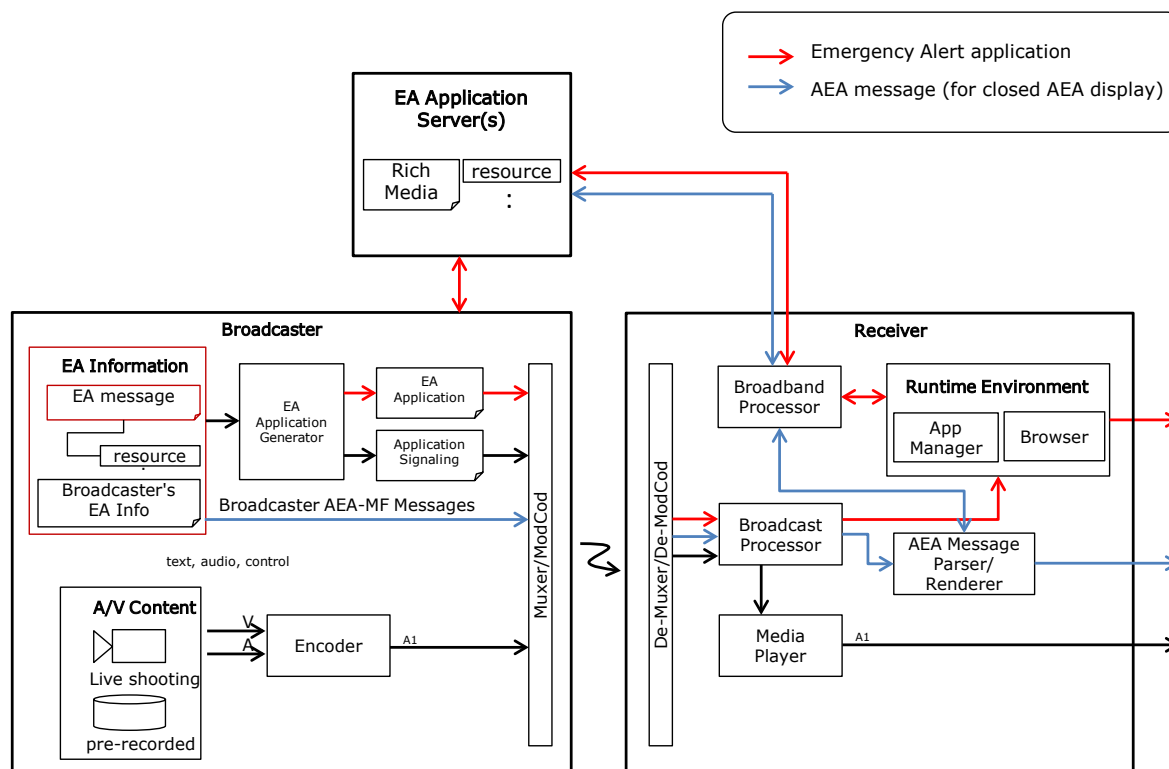 Emergency Alert application
AEA message (for closed AEA display)
EA Application
Server(s)
Rich
Media
resource
:
Broadcaster
EA Information
EA message
resource
.
Broadcaster's
EA Info
EA
Application
Generator
EA
Application
Application
Signaling
Broadcaster AEA-MF Messages
text, audio, control
A/V Content
Live shooting
pre-recorded
V
A
Encoder
A1
Muxer/ModCod
Receiver
De-Muxer/De-ModCod
Broadband
Processor
Runtime Environment
App
Manager
Browser
Broadcast
Processor
AEA Message
Parser/
Renderer
Media
Player
A1